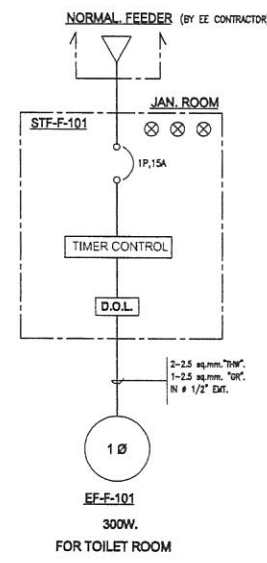 NORMAL. FEEDER (BY EE CONTRACTOR)
JAN. ROOM
STF-F-101
1P,15A
TIMER CONTROL
D.O.L.
2-2.5 sq.mm."THW".
1-2.5 sq.mm. "GR".
IN ø 1/2" EMT.
1 Ø
EF-F-101
300W.
FOR TOILET ROOM